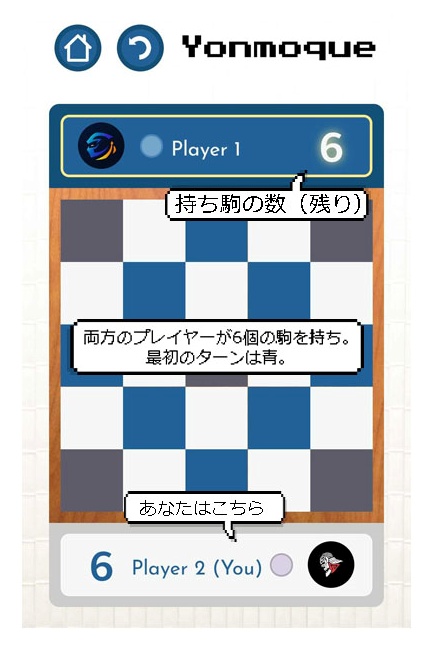 Yonmoque
Player 1
6
持ち駒の数（残り）
両方のプレイヤーが6個の駒を持ち。
最初のターンは青。
あなたはこちら
6
Player 2 (You)